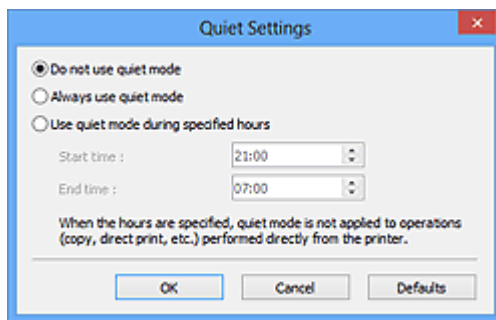 Quiet Settings
Do not use quiet mode
Always use quiet mode
Use quiet mode during specified hours
Start time : 21:00
End time : 07:00
When the hours are specified, quiet mode is not applied to operations
(copy, direct print, etc.) performed directly from the printer.
OK Cancel Defaults